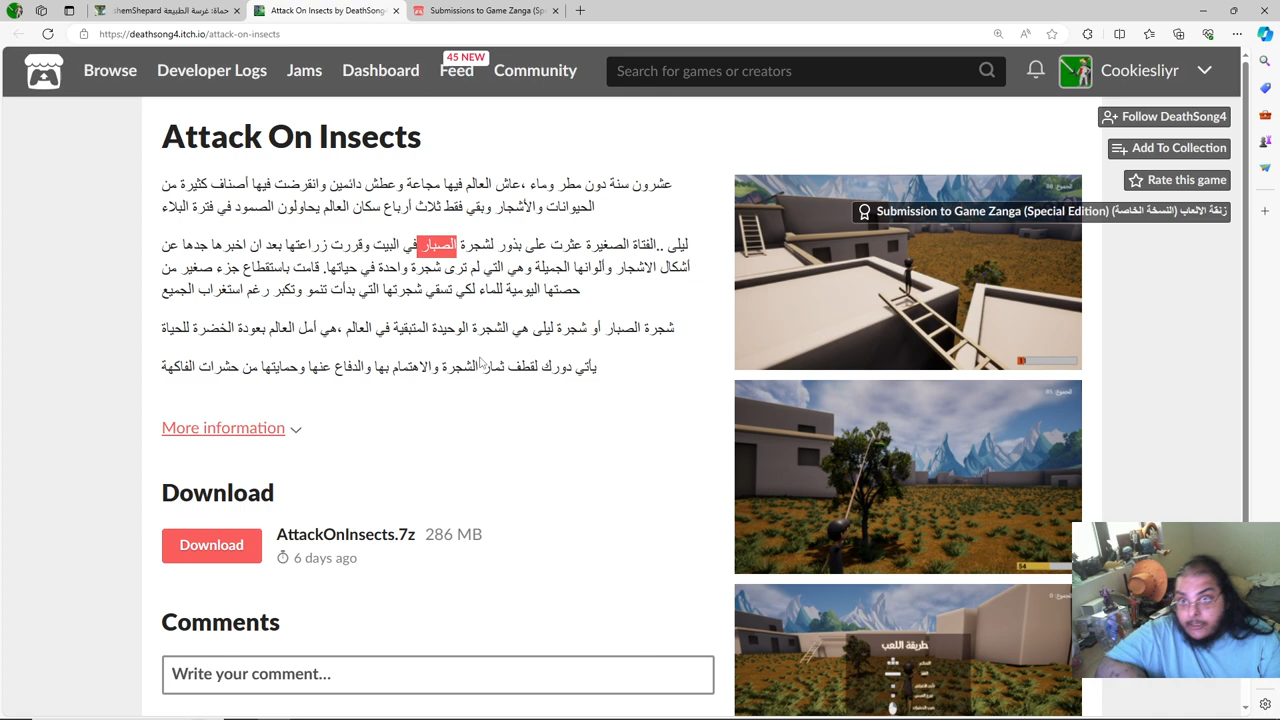 حماة: غرسة الطبيعة hemShepard
Attack On Insects by DeathSong4
Submissions to Game Zanga (Spe
https://deathsong4.itch.io/attack-on-insects
Browse
Developer Logs
Jams
Dashboard
Feed
45 NEW
Community
Search for games or creators
Cookiesliyr
Follow DeathSong4
Add To Collection
Rate this game
Submission to Game Zanga (Special Edition) (زنقة الالعاب (النسخة الخاصة
Attack On Insects
عشرون سنة دون مطر وماء ،عاش العالم فيها مجاعة وعطش دائمين وانقرضت فيها أصناف كثيرة من
الحيوانات والأشجار وبقي فقط ثلاث أرباع سكان العالم يحاولون الصمود في فترة البلاء
ليلى ..الفتاة الصغيرة عثرت على بذور لشجرة الصبار في البيت وقررت زراعتها بعد ان اخبرها جدها عن
أشكال الاشجار وألوانها الجميلة وهي التي لم ترى شجرة واحدة في حياتها. قامت باستقطاع جزء صغير من
حصتها اليومية للماء لكي تسقي شجرتها التي بدأت تنمو وتكبر رغم استغراب الجميع
شجرة الصبار أو شجرة ليلى هي الشجرة الوحيدة المتبقية في العالم ،هي أمل العالم بعودة الخضرة للحياة
يأتي دورك لقطف ثمار الشجرة والاهتمام بها والدفاع عنها وحمايتها من حشرات الفاكهة
More information
Download
Download
AttackOnInsects.7z 286 MB
6 days ago
Comments
Write your comment...
54
طريقة اللعب